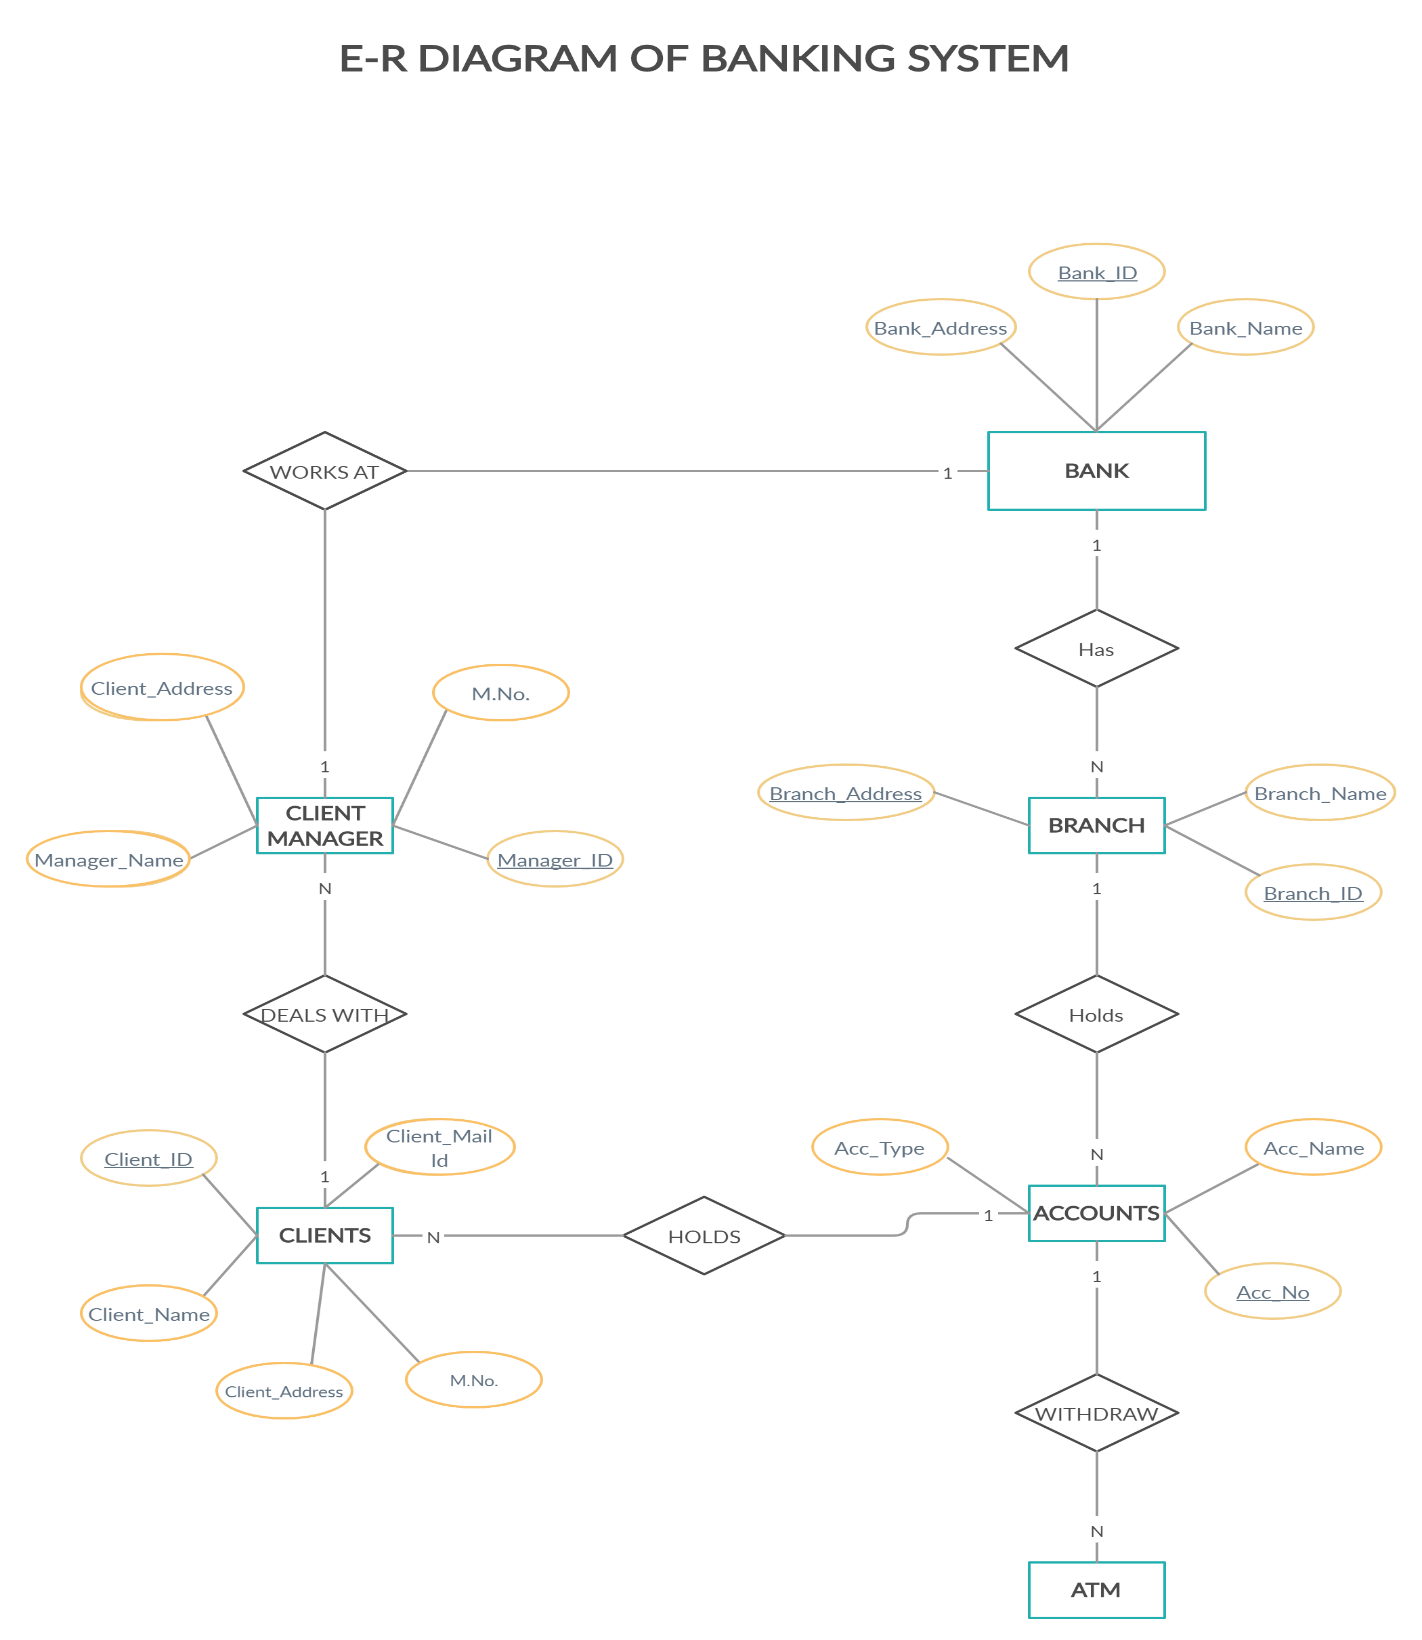 E-R DIAGRAM OF BANKING SYSTEM
Bank_ID
Bank_Address
Bank_Name
WORKS AT
1
BANK
1
Has
Client_Address
M.No.
1
N
Branch_Address
Branch_Name
CLIENT
MANAGER
BRANCH
Manager_Name
Manager_ID
N
1
Branch_ID
DEALS WITH
Holds
Client_Mail
Id
Client_ID
Acc_Type
Acc_Name
1
N
CLIENTS
N
HOLDS
1
ACCOUNTS
1
Acc_No
Client_Name
Client_Address
M.No.
WITHDRAW
N
ATM